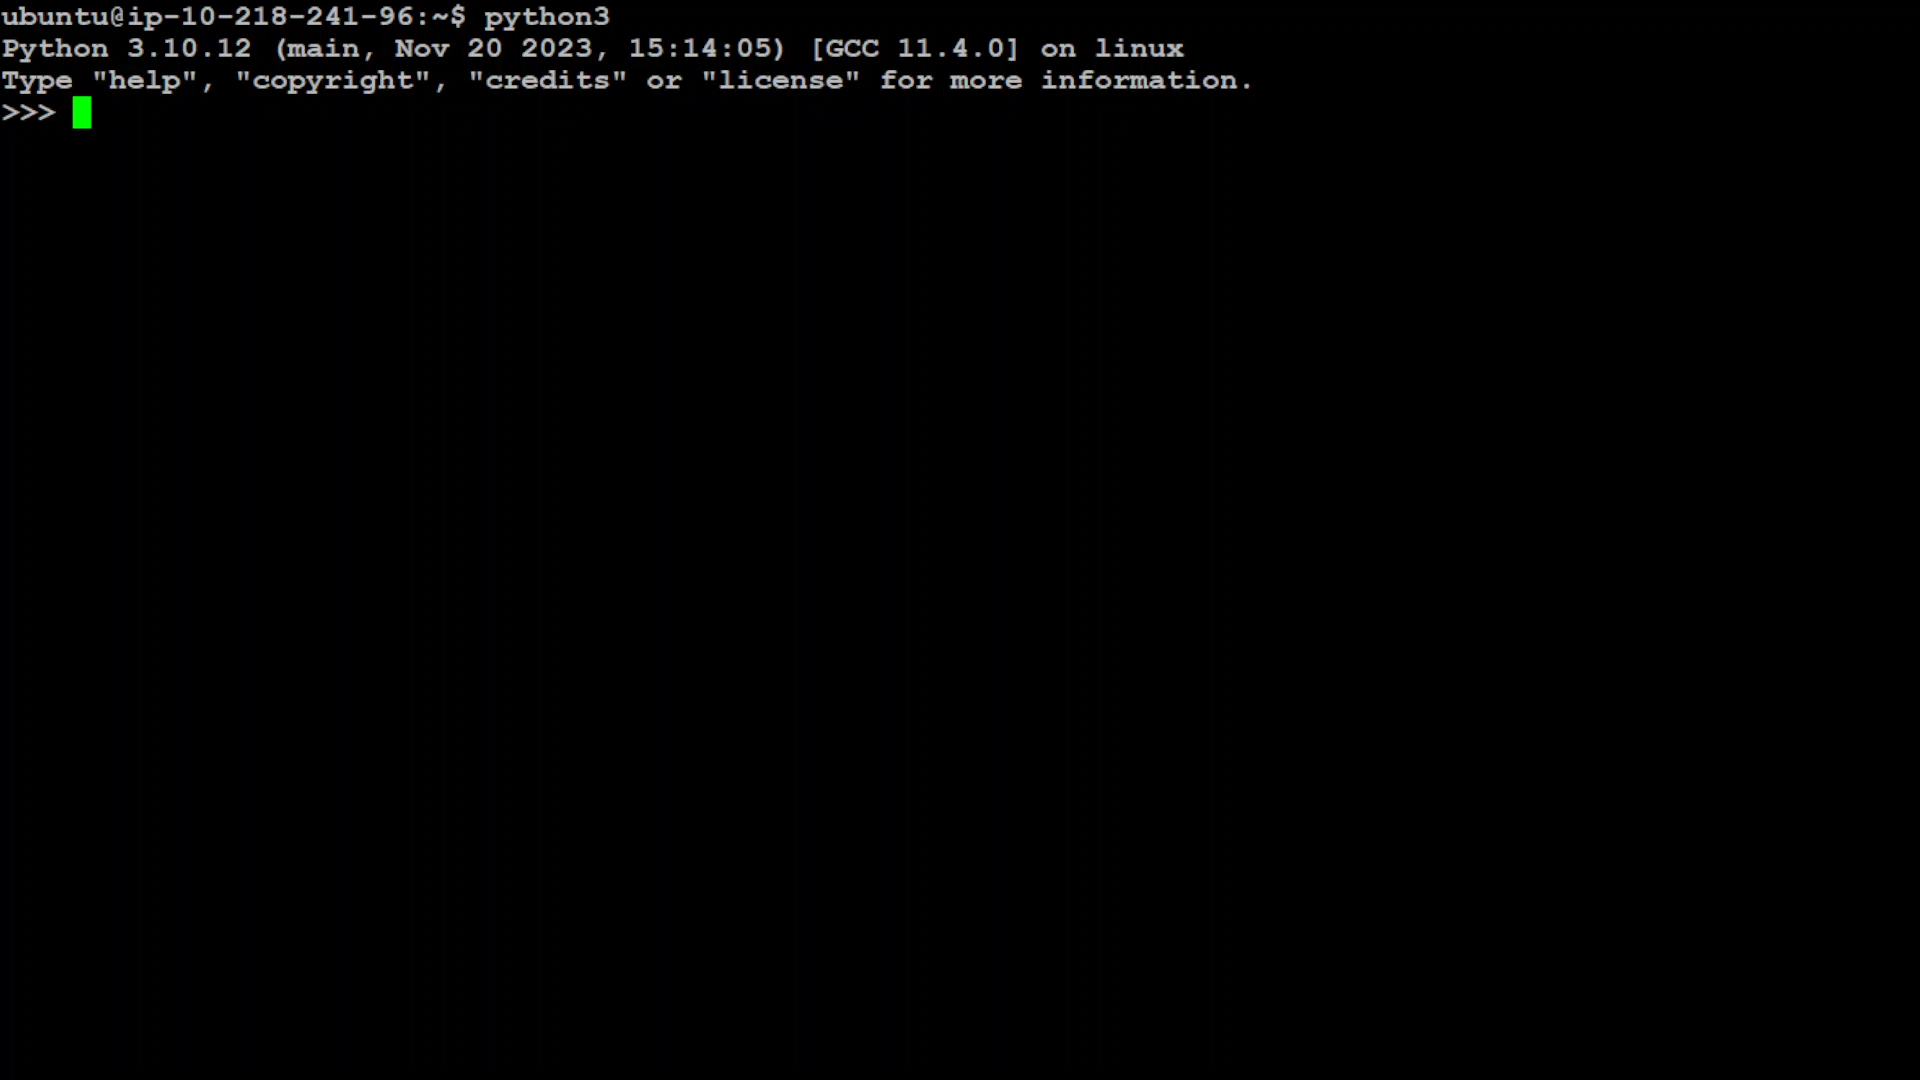 ubuntu@ip-10-218-241-96:~$ python3
Python 3.10.12 (main, Nov 20 2023, 15:14:05) [GCC 11.4.0] on linux
Type "help", "copyright", "credits" or "license" for more information.
>>>